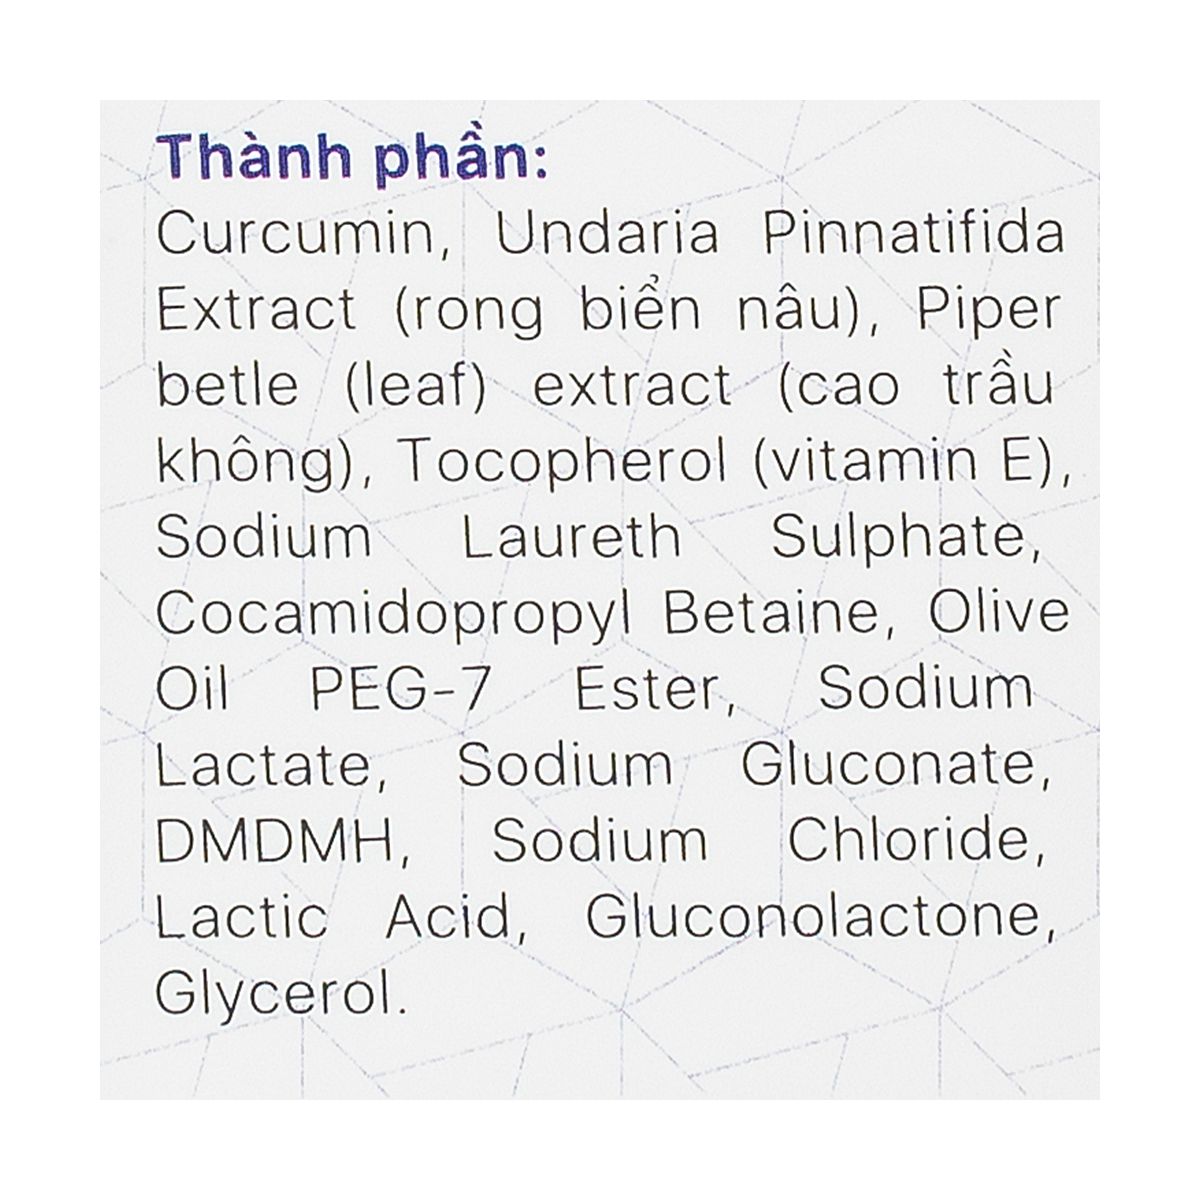 Thành phần:
Curcumin, Undaria Pinnatifida
Extract (rong biển nâu), Piper
betle (leaf) extract (cao trầu
không), Tocopherol (vitamin E),
Sodium Laureth Sulphate,
Cocamidopropyl Betaine, Olive
Oil PEG-7 Ester, Sodium
Lactate, Sodium Gluconate,
DMDMH, Sodium Chloride,
Lactic Acid, Gluconolactone,
Glycerol.